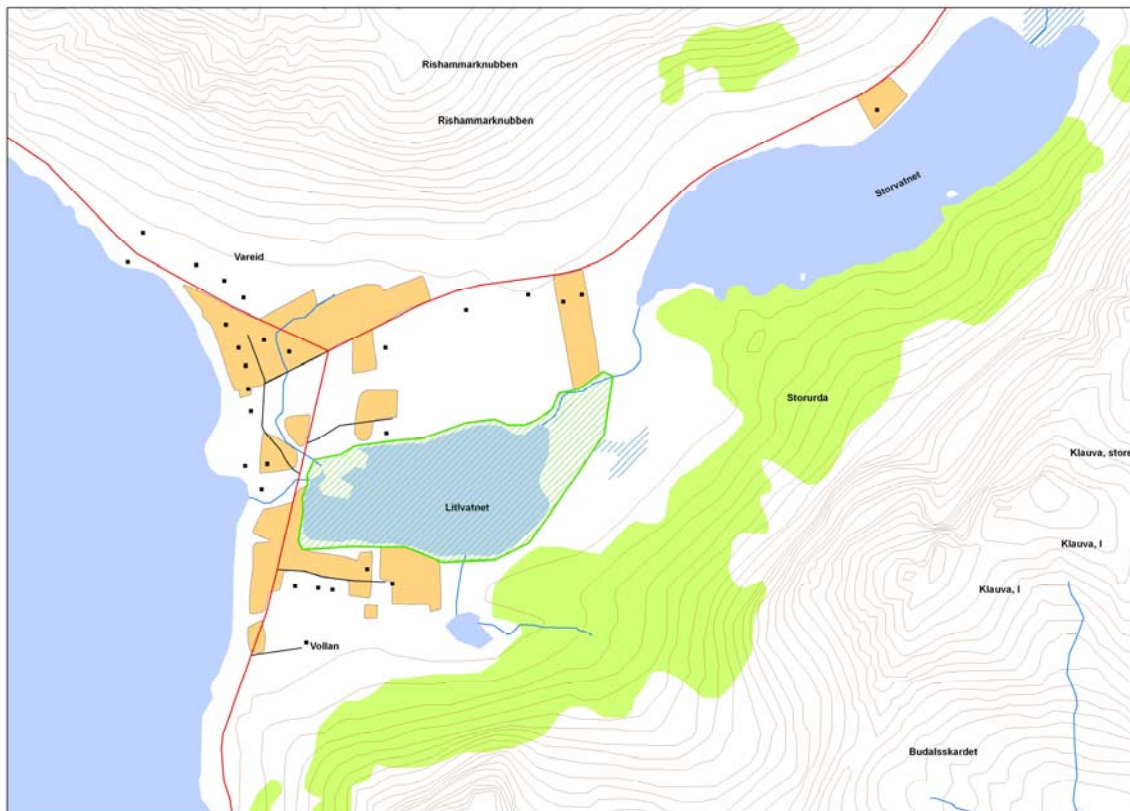 Rishammarknubben
Rishammarknubben
Storvatnet
Vareid
Storurda
Klauva, store
Litlvatnet
Klauva, l
Klauva, l
Vollan
Budalsskardet